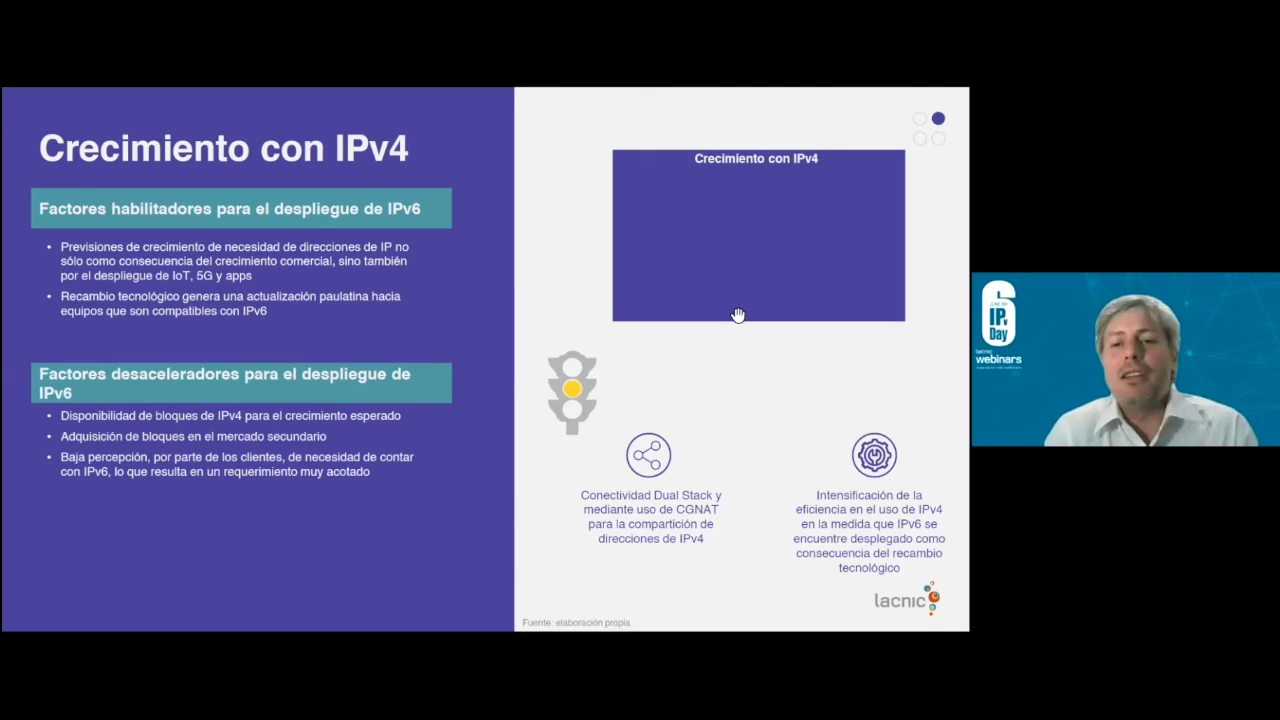 Crecimiento con IPv4
Factores habilitadores para el despliegue de IPv6
• Previsiones de crecimiento de necesidad de direcciones de IP no
sólo como consecuencia del crecimiento comercial, sino también
por el despliegue de IoT, 5G y apps
• Recambio tecnológico genera una actualización paulatina hacia
equipos que son compatibles con IPv6
Factores desaceleradores para el despliegue de
IPv6
• Disponibilidad de bloques de IPv4 para el crecimiento esperado
• Adquisición de bloques en el mercado secundario
• Baja percepción, por parte de los clientes, de necesidad de contar
con IPv6, lo que resulta en un requerimiento muy acotado
Crecimiento con IPv4
Conectividad Dual Stack y
mediante uso de CGNAT
para la compartición de
direcciones de IPv4
Intensificación de la
eficiencia en el uso de IPv4
en la medida que IPv6 se
encuentre desplegado como
consecuencia del recambio
tecnológico
lacnic
Fuente: elaboración propia
6
IPv
Day
lacnic
webinars